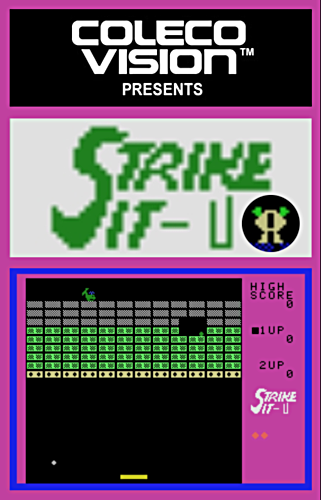 COLECO
VISION™
PRESENTS
STRIKE
IT-U
HIGH
SCORE
0
1UP
0
2UP
0
STRIKE
IT-U